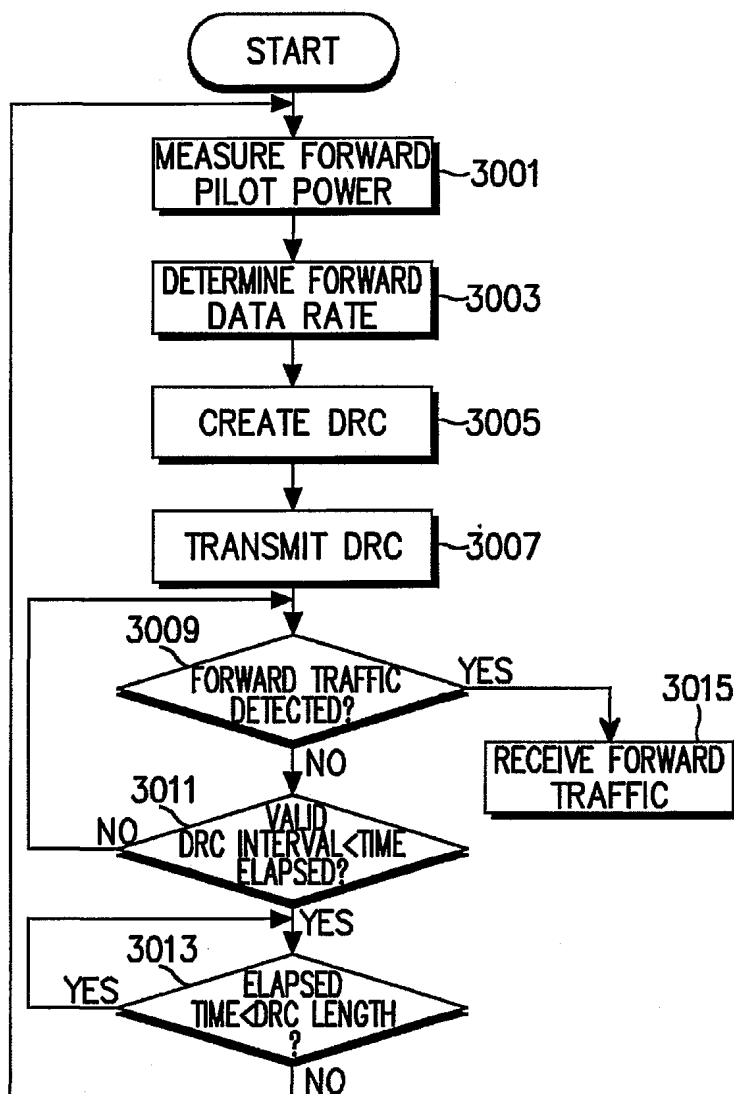 START
MEASURE FORWARD
PILOT POWER
3001
DETERMINE FORWARD
DATA RATE
3003
CREATE DRC
3005
TRANSMIT DRC
3007
3009
FORWARD TRAFFIC
DETECTED?
YES
3015
RECEIVE FORWARD
TRAFFIC
NO
3011
NO
VALID
DRC INTERVAL<TIME
ELAPSED?
YES
3013
YES
ELAPSED
TIME<DRC LENGTH
?
NO